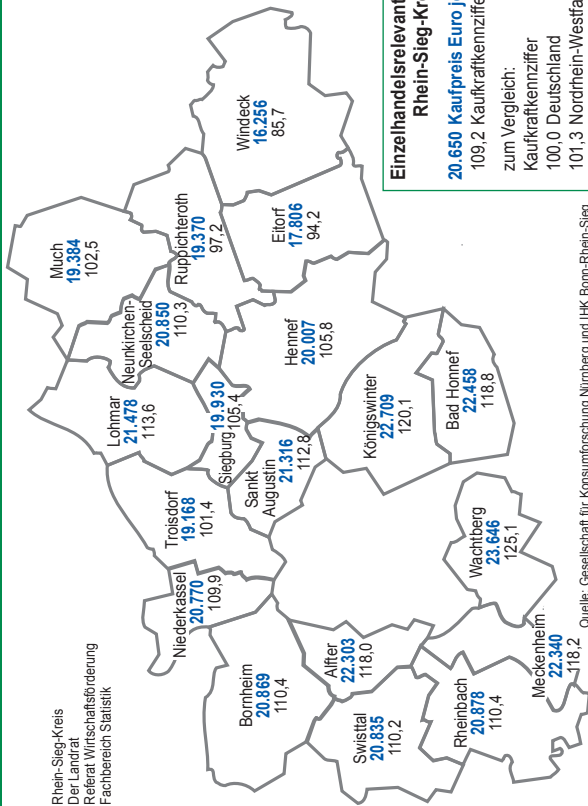 Rhein-Sieg-Kreis
Der Landrat
Referat Wirtschaftsförderung
Fachbereich Statistik
Much
19.384
102,5
Windeck
16.256
85,7
Ruppichteroth
19.370
97,2
Neunkirchen-
Seelscheid
20.850
110,3
Eitorf
17.806
94,2
Lohmar
21.478
113,6
Hennef
20.007
105,8
Siegburg
19.930
105,4
Troisdorf
19.168
101,4
Sankt
Augustin
21.316
112,8
Niederkassel
20.770
109,9
Königswinter
22.709
120,1
Bad Honnef
22.458
118,8
Bornheim
20.869
110,4
Alfter
22.303
118,0
Wachtberg
23.646
125,1
Swisttal
20.835
110,2
Rheinbach
20.878
110,4
Meckenheim
22.340
118,2
Einzelhandelsrelevant
Rhein-Sieg-Kr
20.650 Kaufpreis Euro j
109,2 Kaufkraftkennziffe
zum Vergleich:
Kaufkraftkennziffer
100,0 Deutschland
101,3 Nordrhein-Westfa
Quelle: Gesellschaft für Konsumforschung Nürnberg und IHK Bonn-Rhein-Sieg